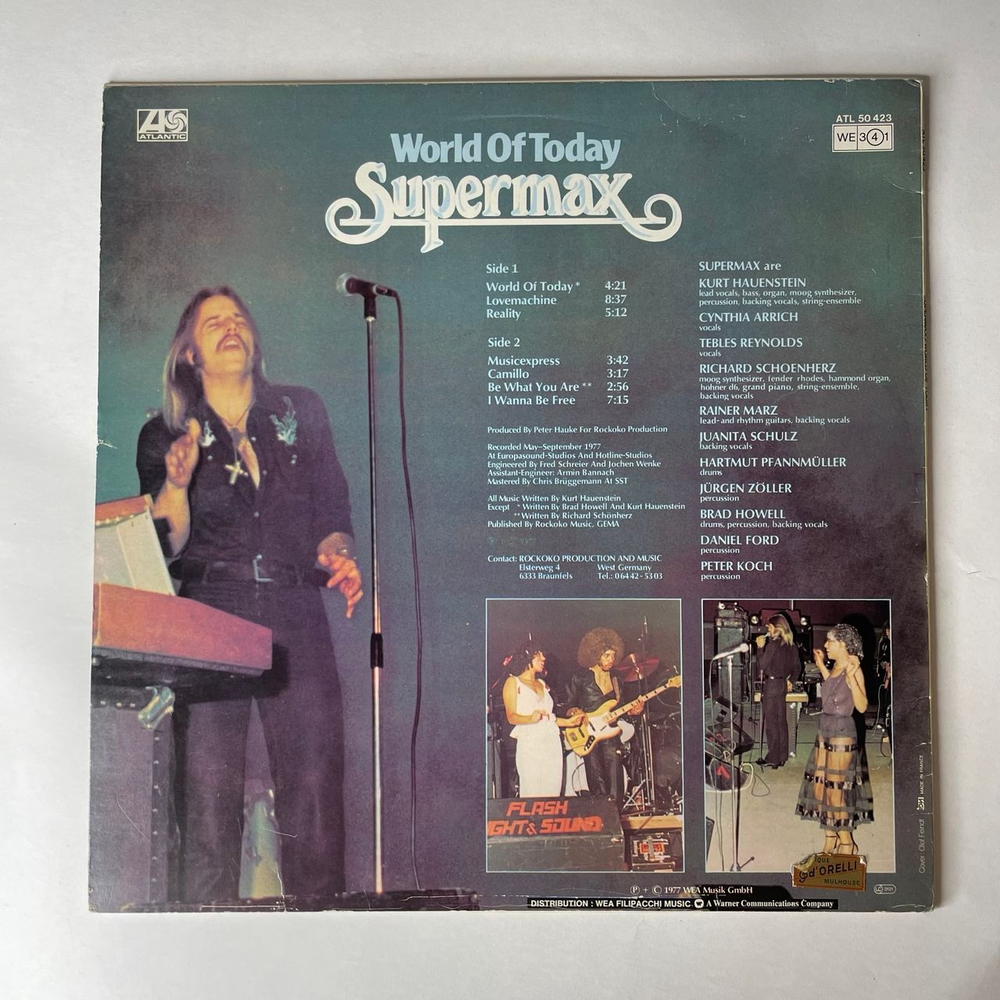 ATLANTIC
ATL 50 423
WE 341
World Of Today
Supermax
Side 1
World Of Today * 4:21
Lovemachine 8:37
Reality 5:12
Side 2
Musicexpress 3:42
Camillo 3:17
Be What You Are ** 2:56
I Wanna Be Free 7:15
Produced By Peter Hauke For Rockoko Production
Recorded May–September 1977
At Europasound-Studios And Hotline-Studios
Engineered By Fred Schreier And Jochen Wenke
Assistant-Engineer: Armin Bannach
Mastered By Chris Brüggemann At SST
All Music Written By Kurt Hauenstein
Except * Written By Brad Howell And Kurt Hauenstein
** Written By Richard Schönherz
Published By Rockoko Music, GEMA
Contact: ROCKOKO PRODUCTION AND MUSIC
Elsterweg 4 West Germany
6333 Braunfels Tel.: 06442-5303
SUPERMAX are
KURT HAUENSTEIN
lead vocals, bass, organ, moog synthesizer,
percussion, backing vocals, string-ensemble
CYNTHIA ARRICH
vocals
TEBLES REYNOLDS
vocals
RICHARD SCHOENHERZ
moog synthesizer, fender rhodes, hammond organ,
hohner d6, grand piano, string-ensemble,
backing vocals
RAINER MARZ
lead- and rhythm guitars, backing vocals
JUANITA SCHULZ
backing vocals
HARTMUT PFANNMÜLLER
drums
JÜRGEN ZÖLLER
percussion
BRAD HOWELL
drums, percussion, backing vocals
DANIEL FORD
percussion
PETER KOCH
percussion
FLASH
IGHT & SOUND
d'ORELLI
MULHOUSE
MADE IN FRANCE
P + © 1977 WEA Musik GmbH
DISTRIBUTION : WEA FILIPACCHI MUSIC A Warner Communications Company